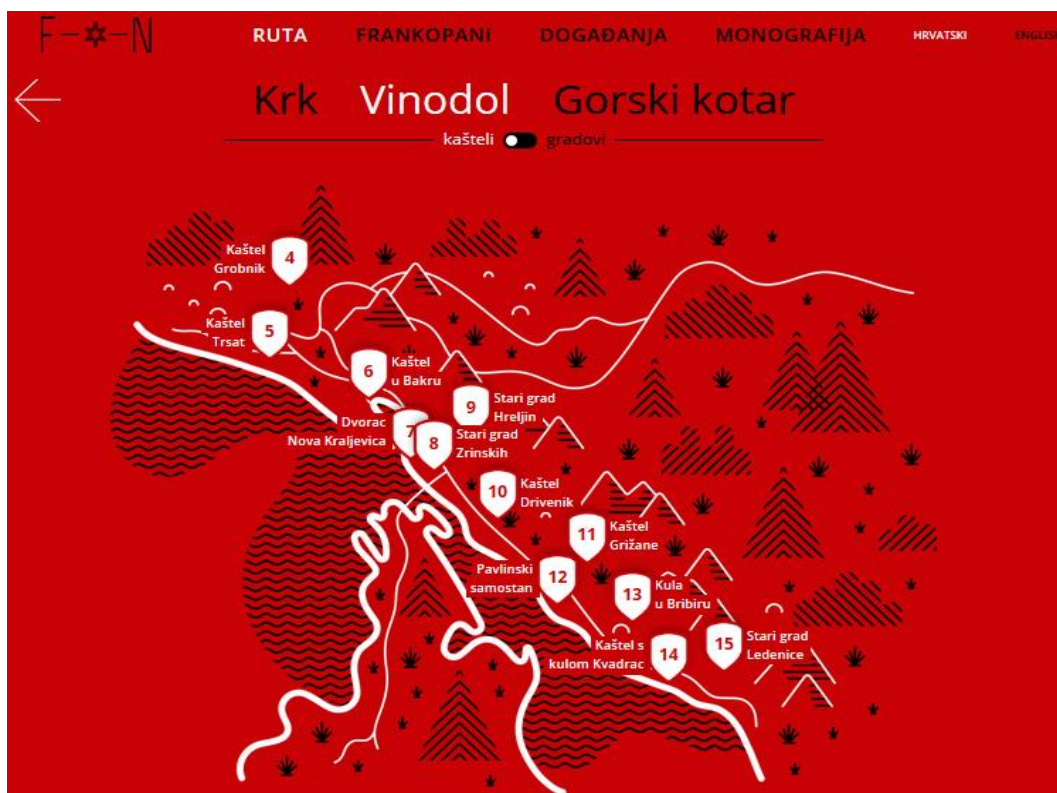 F N
RUTA FRANKOPANI DOGAĐANJA MONOGRAFIJA HRVATSKI ENGLISH
Krk Vinodol Gorski kotar
kašteli gradovi
Kaštel
Grobnik
4
Kaštel
Trsat
5
6
Kaštel
u Bakru
Dvorac
Nova Kraljevica
7
8
Stari grad
Zrinskih
9
Stari grad
Hreljin
10
Kaštel
Drivenik
11
Kaštel
Grižane
Pavlinski
samostan
12
13
Kula
u Bribiru
Kaštel s
kulom Kvadrac
14
15
Stari grad
Ledenice